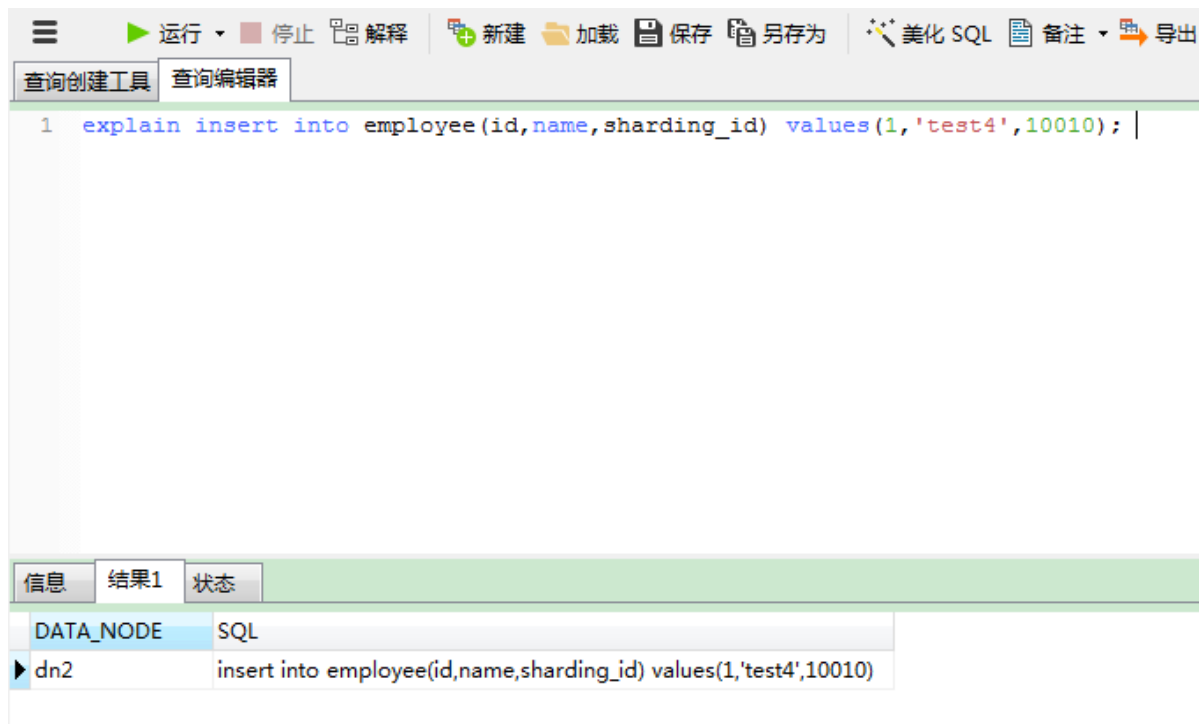 运行 停止 解释 新建 加载 保存 另存为 美化 SQL 备注 导出
查询创建工具 查询编辑器
1 explain insert into employee(id,name,sharding_id) values(1,'test4',10010);
信息 结果1 状态
DATA_NODE SQL
dn2 insert into employee(id,name,sharding_id) values(1,'test4',10010)